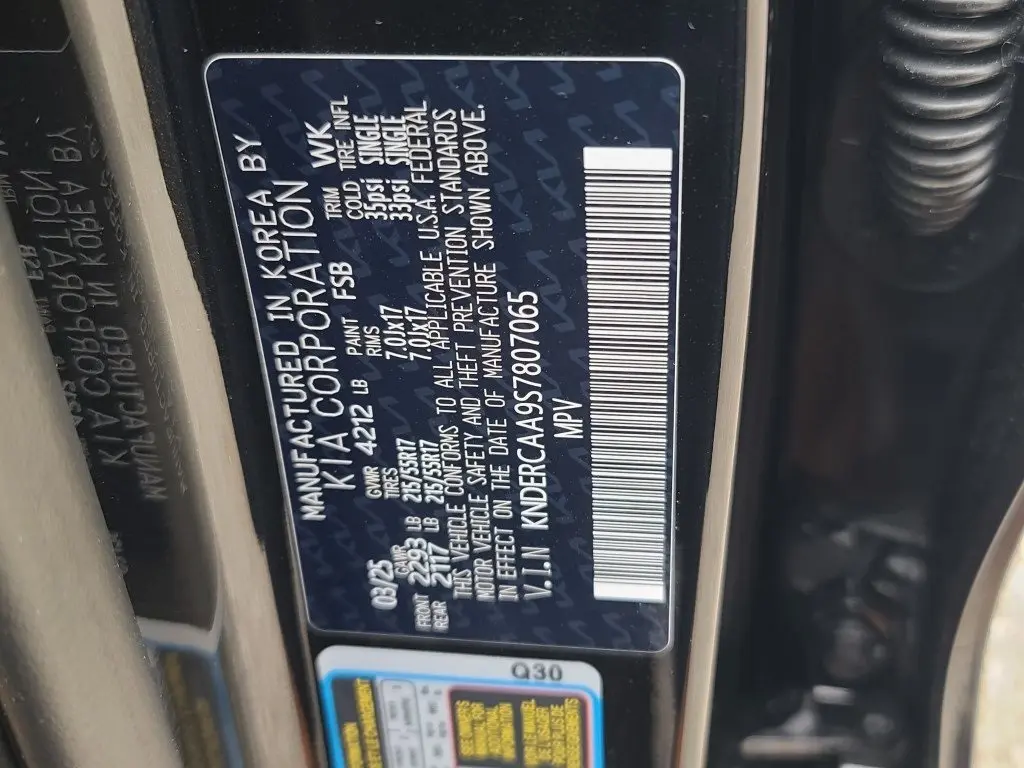 MANUFACTURED IN KOREA BY
KIA CORPORATION
03/25 GVWR 4212 LB PAINT FSB TRIM WK
GAWR TIRES RIMS COLD TIRE INFL
FRONT 2293 LB 215/55R17 7.0Jx17 33psi SINGLE
REAR 2117 LB 215/55R17 7.0Jx17 33psi SINGLE
THIS VEHICLE CONFORMS TO ALL APPLICABLE U.S.A. FEDERAL
MOTOR VEHICLE SAFETY AND THEFT PREVENTION STANDARDS
IN EFFECT ON THE DATE OF MANUFACTURE SHOWN ABOVE.
V.I.N KNDERCAA9S7807065
MPV
Q30